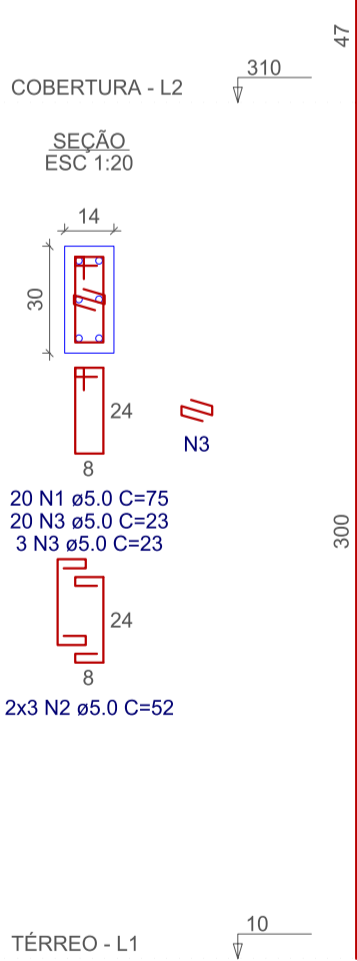 47
310
COBERTURA - L2
SEÇÃO
ESC 1:20
14
30
24
N3
8
20 N1 ø5.0 C=75
20 N3 ø5.0 C=23
3 N3 ø5.0 C=23
300
24
8
2x3 N2 ø5.0 C=52
10
TÉRREO - L1